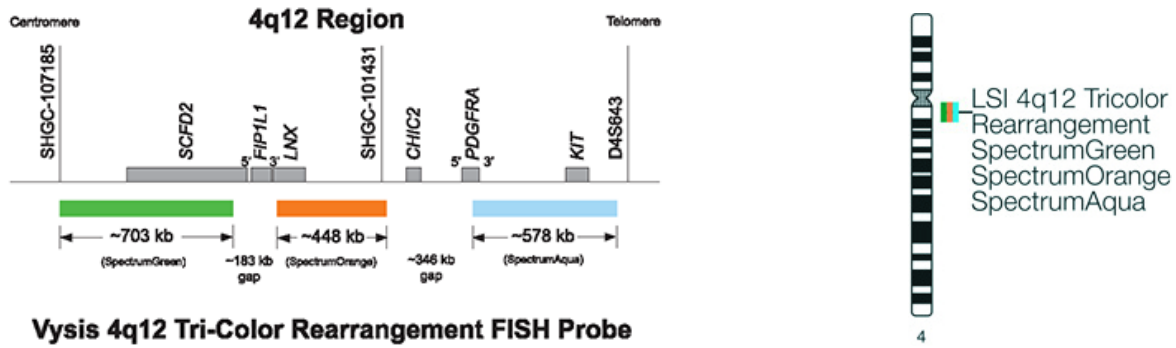 4q12 Region
Centromere
Telomere
SHGC-107185
SCFD2
5'
FIP1L1
3'
LNX
SHGC-101431
CHIC2
5'
PDGFRA
3'
KIT
D4S643
~703 kb
(SpectrumGreen)
~183 kb
gap
~448 kb
(SpectrumOrange)
~346 kb
gap
~578 kb
(SpectrumAqua)
Vysis 4q12 Tri-Color Rearrangement FISH Probe
LSI 4q12 Tricolor
Rearrangement
SpectrumGreen
SpectrumOrange
SpectrumAqua
4